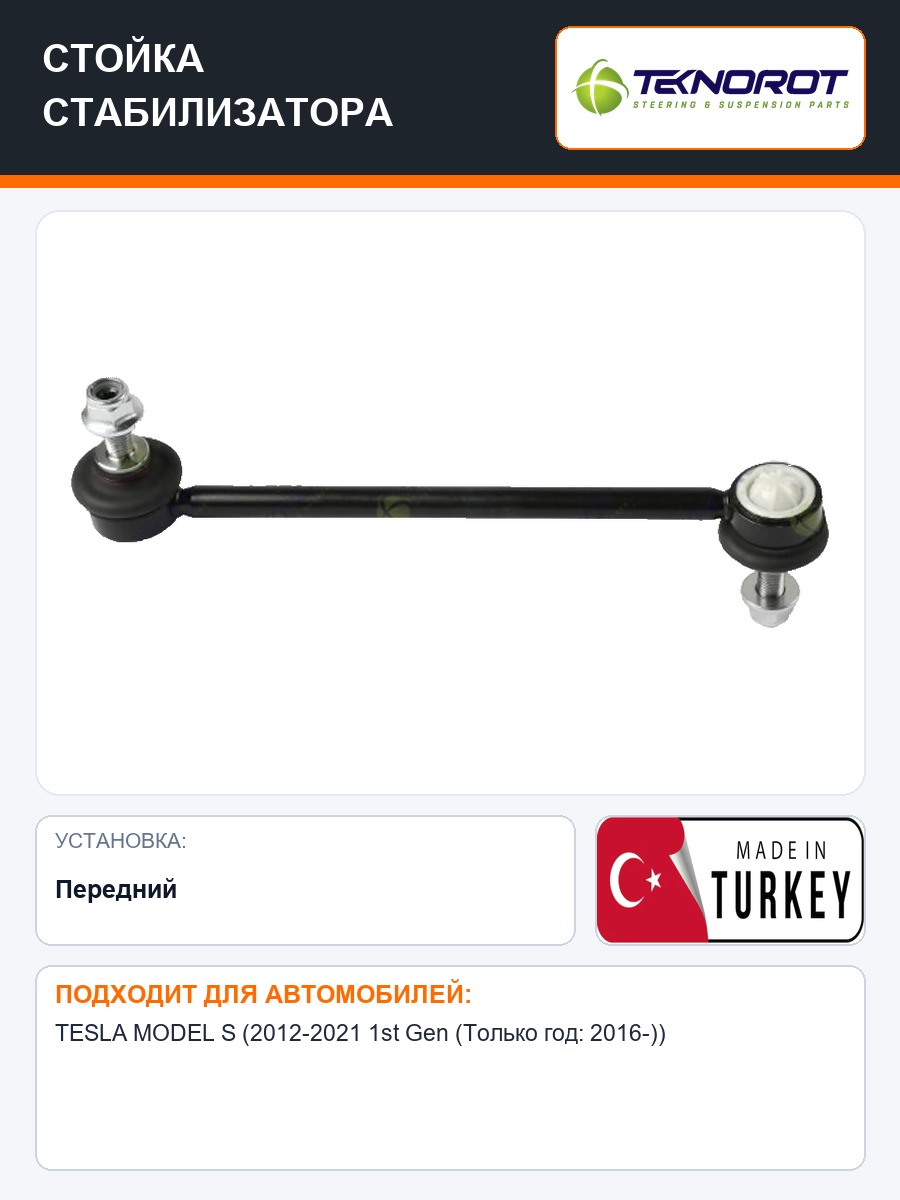 СТОЙКА
СТАБИЛИЗАТОРА
TEKNOROT
STEERING & SUSPENSION PARTS
УСТАНОВКА:
Передний
MADE IN
TURKEY
ПОДХОДИТ ДЛЯ АВТОМОБИЛЕЙ:
TESLA MODEL S (2012-2021 1st Gen (Только год: 2016-))